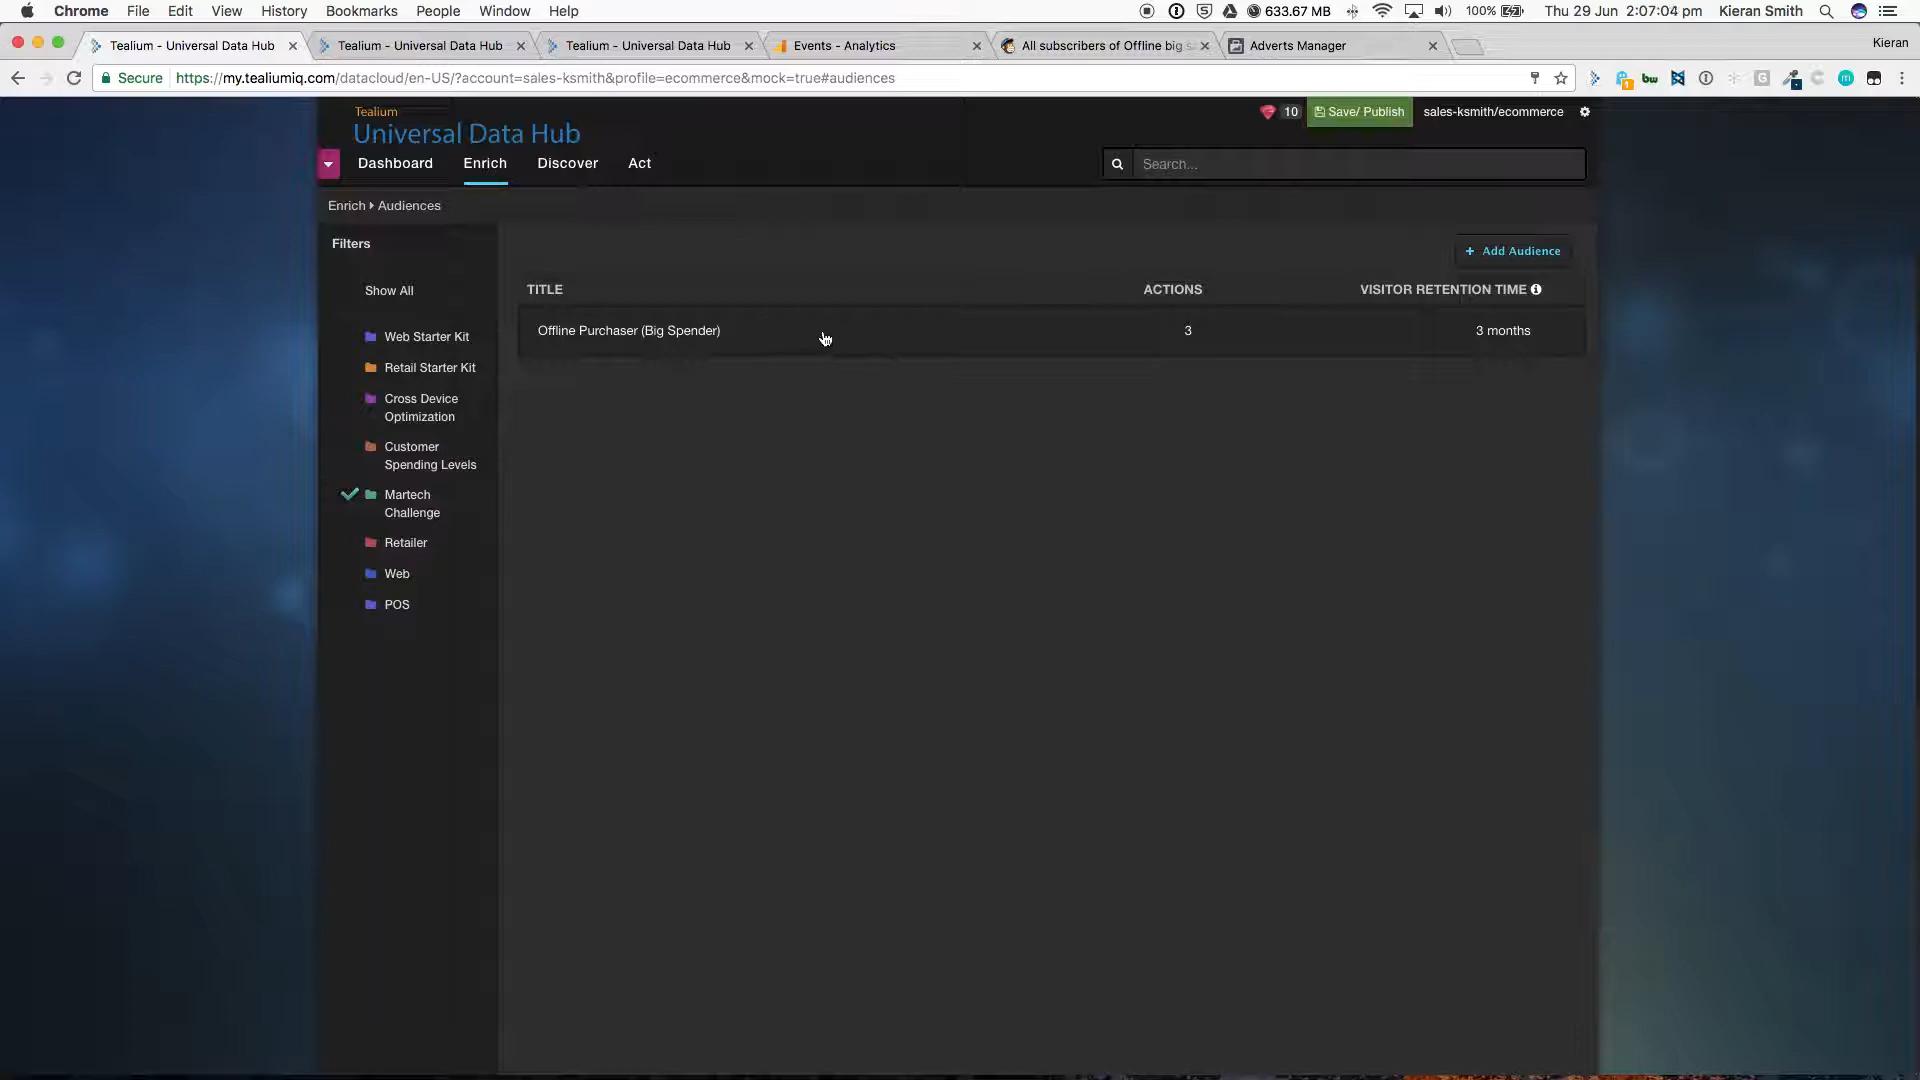 Chrome File Edit View History Bookmarks People Window Help 633.67 MB 100% Thu 29 Jun 2:07:04 pm Kieran Smith
Tealium - Universal Data Hub Tealium - Universal Data Hub Tealium - Universal Data Hub Events - Analytics All subscribers of Offline big s Adverts Manager Kieran
Secure https://my.tealiumiq.com/datacloud/en-US/?account=sales-ksmith&profile=ecommerce&mock=true#audiences
Tealium
Universal Data Hub
10 Save/ Publish sales-ksmith/ecommerce
Dashboard Enrich Discover Act Search...
Enrich Audiences
Filters
+ Add Audience
Show All
TITLE ACTIONS VISITOR RETENTION TIME
Offline Purchaser (Big Spender) 3 3 months
Web Starter Kit
Retail Starter Kit
Cross Device
Optimization
Customer
Spending Levels
Martech
Challenge
Retailer
Web
POS